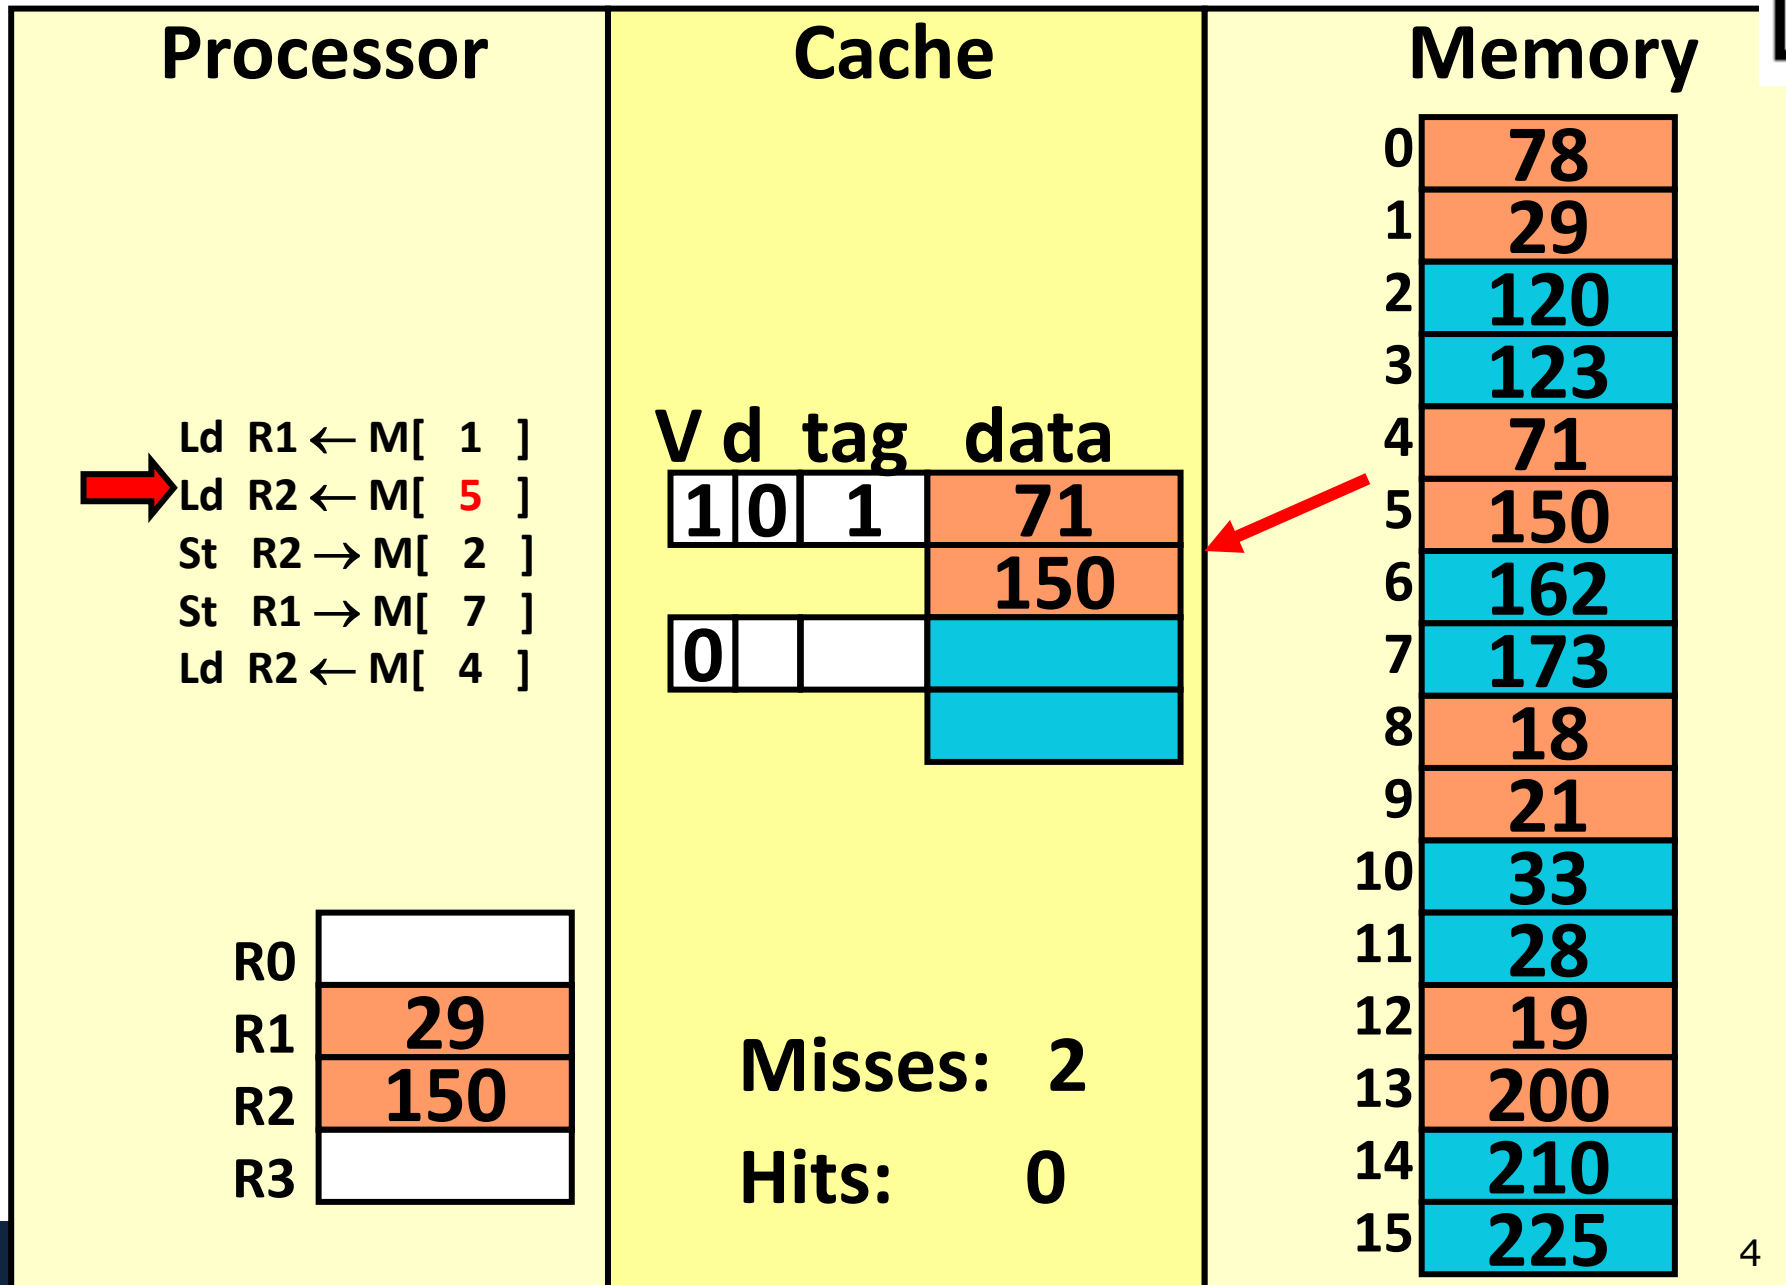 Processor
Ld R1 ← M[ 1 ]
Ld R2 ← M[ 5 ]
St R2 → M[ 2 ]
St R1 → M[ 7 ]
Ld R2 ← M[ 4 ]
R0
R1 29
R2 150
R3
Cache
V d tag data
1 0 1 71
150
0
Misses: 2
Hits: 0
Memory
0 78
1 29
2 120
3 123
4 71
5 150
6 162
7 173
8 18
9 21
10 33
11 28
12 19
13 200
14 210
15 225
4